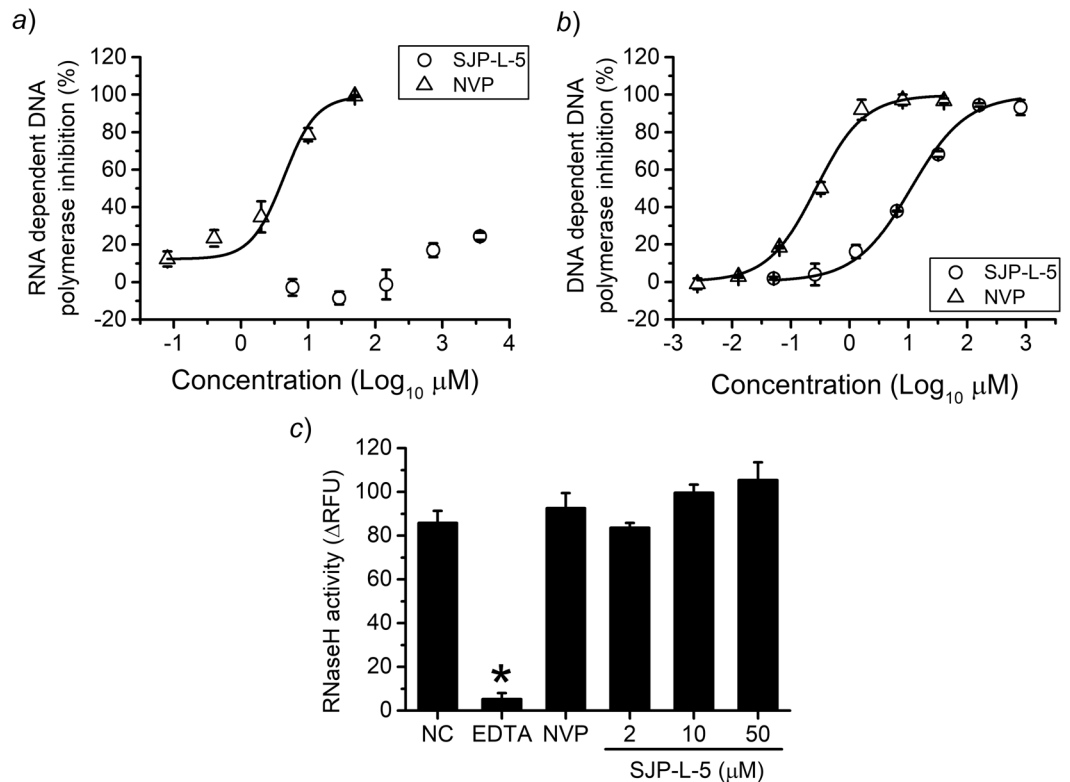 a)
RNA dependent DNA
polymerase inhibition (%)
120
100
80
60
40
20
0
-20
SJP-L-5
NVP
-1 0 1 2 3 4
Concentration (Log10 μM)
b)
DNA dependent DNA
polymerase inhibition (%)
120
100
80
60
40
20
0
-20
SJP-L-5
NVP
-3 -2 -1 0 1 2 3
Concentration (Log10 μM)
c)
RNaseH activity (ΔRFU)
120
100
80
60
40
20
0
*
NC EDTA NVP 2 10 50
SJP-L-5 (μM)